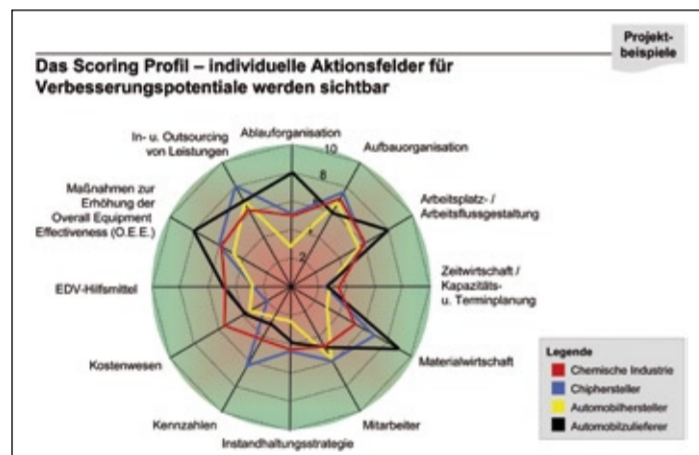 Projekt-
beispiele
Das Scoring Profil – individuelle Aktionsfelder für
Verbesserungspotentiale werden sichtbar
In- u. Outsourcing
von Leistungen
Ablauforganisation
10
8
2
Aufbauorganisation
Maßnahmen zur
Erhöhung der
Overall Equipment
Effectiveness (O.E.E.)
Arbeitsplatz- /
Arbeitsflussgestaltung
EDV-Hilfsmittel
Zeitwirtschaft /
Kapazitäts-
u. Terminplanung
Kostenwesen
Materialwirtschaft
Kennzahlen
Instandhaltungsstrategie
Mitarbeiter
Legende
Chemische Industrie
Chiphersteller
Automobilhersteller
Automobilzulieferer